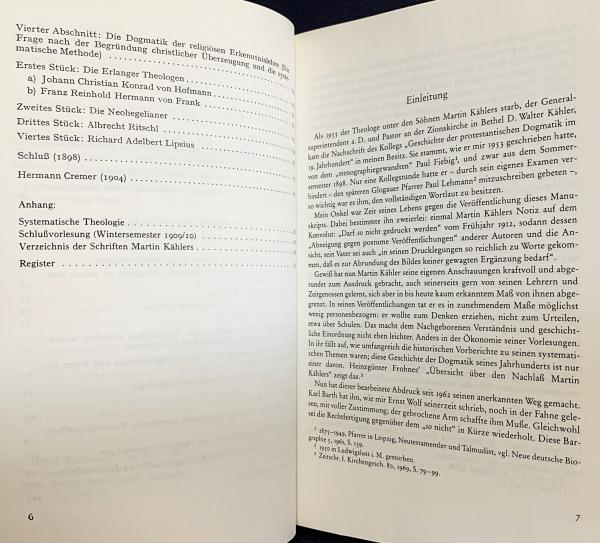 Vierter Abschnitt: Die Dogmatik der religiösen Erkenntnislehre (Die
Frage nach der Begründung christlicher Überzeugung und die syste-
matische Methode)
Erstes Stück: Die Erlanger Theologen
a) Johann Christian Konrad von Hofmann
b) Franz Reinhold Hermann von Frank
Zweites Stück: Die Neohegelianer
Drittes Stück: Albrecht Ritschl
Viertes Stück: Richard Adelbert Lipsius
Schluß (1898)
Hermann Cremer (1904)
Anhang:
Systematische Theologie
Schlußvorlesung (Wintersemester 1909/10)
Verzeichnis der Schriften Martin Kählers
Register
6
Einleitung
Als 1955 der Theologe unter den Söhnen Martin Kählers starb, der General-
superintendent a. D. und Pastor an der Zionskirche in Bethel D. Walter Kähler,
kam die Nachschrift des Kollegs „Geschichte der protestantischen Dogmatik im
19. Jahrhundert" in meinen Besitz. Sie stammt, wie er mir 1953 geschrieben hatte,
von dem „stenographiegewandten" Paul Fiebig¹, und zwar aus dem Sommer-
semester 1898. Nur eine Kollegstunde hatte er – durch sein eigenes Examen ver-
hindert – den späteren Glogauer Pfarrer Paul Lehmann² mitzuschreiben gebeten –,
so wichtig war es ihm, den vollständigen Wortlaut zu besitzen.
Mein Onkel war Zeit seines Lebens gegen die Veröffentlichung dieses Manu-
skripts. Dabei bestimmte ihn zweierlei: einmal Martin Kählers Notiz auf dem
Konvolut: „Darf so nicht gedruckt werden" vom Frühjahr 1912, sodann dessen
„Abneigung gegen postume Veröffentlichungen" anderer Autoren und die An-
sicht, sein Vater sei auch „in seinen Drucklegungen so reichlich zu Worte gekom-
men, daß es zur Abrundung des Bildes keiner gewagten Ergänzung bedarf".
Gewiß hat nun Martin Kähler seine eigenen Anschauungen kraftvoll und abge-
rundet zum Ausdruck gebracht, auch seinerseits gern von seinen Lehrern und
Zeitgenossen gelernt, sich aber in bis heute kaum erkanntem Maß von ihnen abge-
grenzt. In seinen Veröffentlichungen tat er es in zunehmendem Maße möglichst
wenig personenbezogen: er wollte zum Denken erziehen, nicht zum Urteilen,
etwa über Schulen. Das macht dem Nachgeborenen Verständnis und geschicht-
liche Einordnung nicht eben leichter. Anders in der Ökonomie seiner Vorlesungen.
In ihr fällt auf, wie umfangreich die historischen Vorberichte zu seinen systemati-
schen Themen waren; diese Geschichte der Dogmatik seines Jahrhunderts ist nur
einer davon. Heinzgünter Frohnes' „Übersicht über den Nachlaß Martin
Kählers" zeigt das.³
Nun hat dieser bearbeitete Abdruck seit 1962 seinen anerkannten Weg gemacht.
Karl Barth hat ihn, wie mir Ernst Wolf seinerzeit schrieb, noch in der Fahne gele-
sen, mit voller Zustimmung; der gebrochene Arm schaffte ihm Muße. Gleichwohl
sei die Rechtfertigung gegenüber dem „so nicht" in Kürze wiederholt. Diese Bar-
¹ 1875–1949, Pfarrer in Leipzig, Neutestamentler und Talmudist, vgl. Neue deutsche Bio-
graphie 5, 1961, S. 139.
² 1930 in Ludwigslust i. M. gestorben.
³ Zeitschr. f. Kirchengesch. 80, 1969, S. 79–99.
7